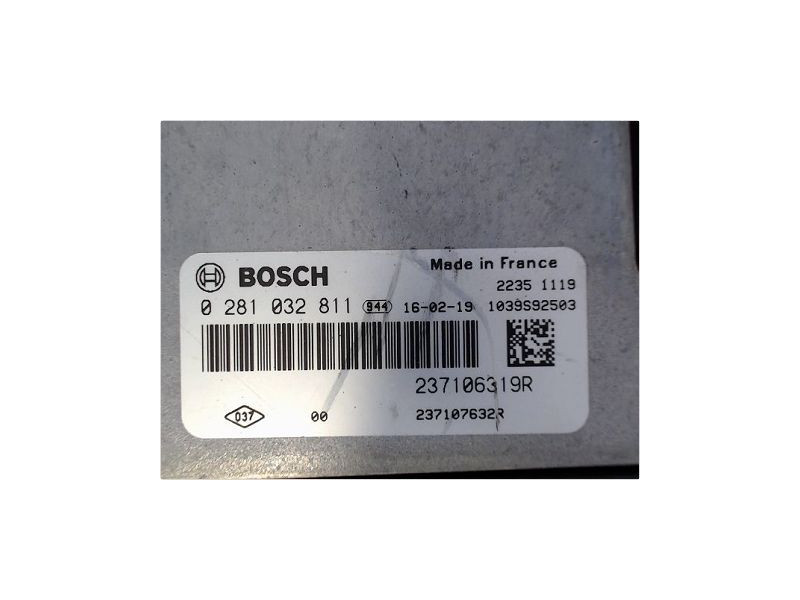 BOSCH Made in France
2235 1119
0 281 032 811 944 16-02-19 1039S92503
237106319R
037 00 237107632R